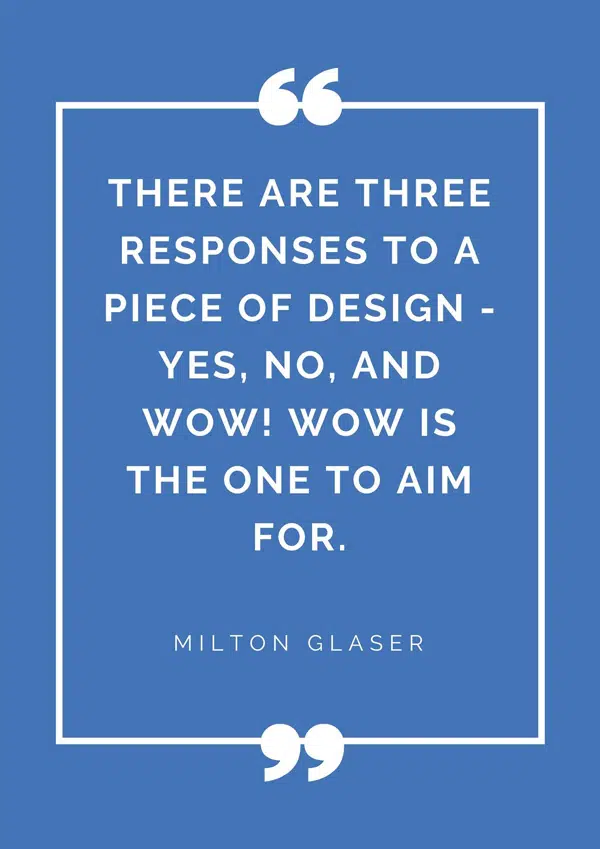 “
THERE ARE THREE
RESPONSES TO A
PIECE OF DESIGN -
YES, NO, AND
WOW! WOW IS
THE ONE TO AIM
FOR.
MILTON GLASER
”